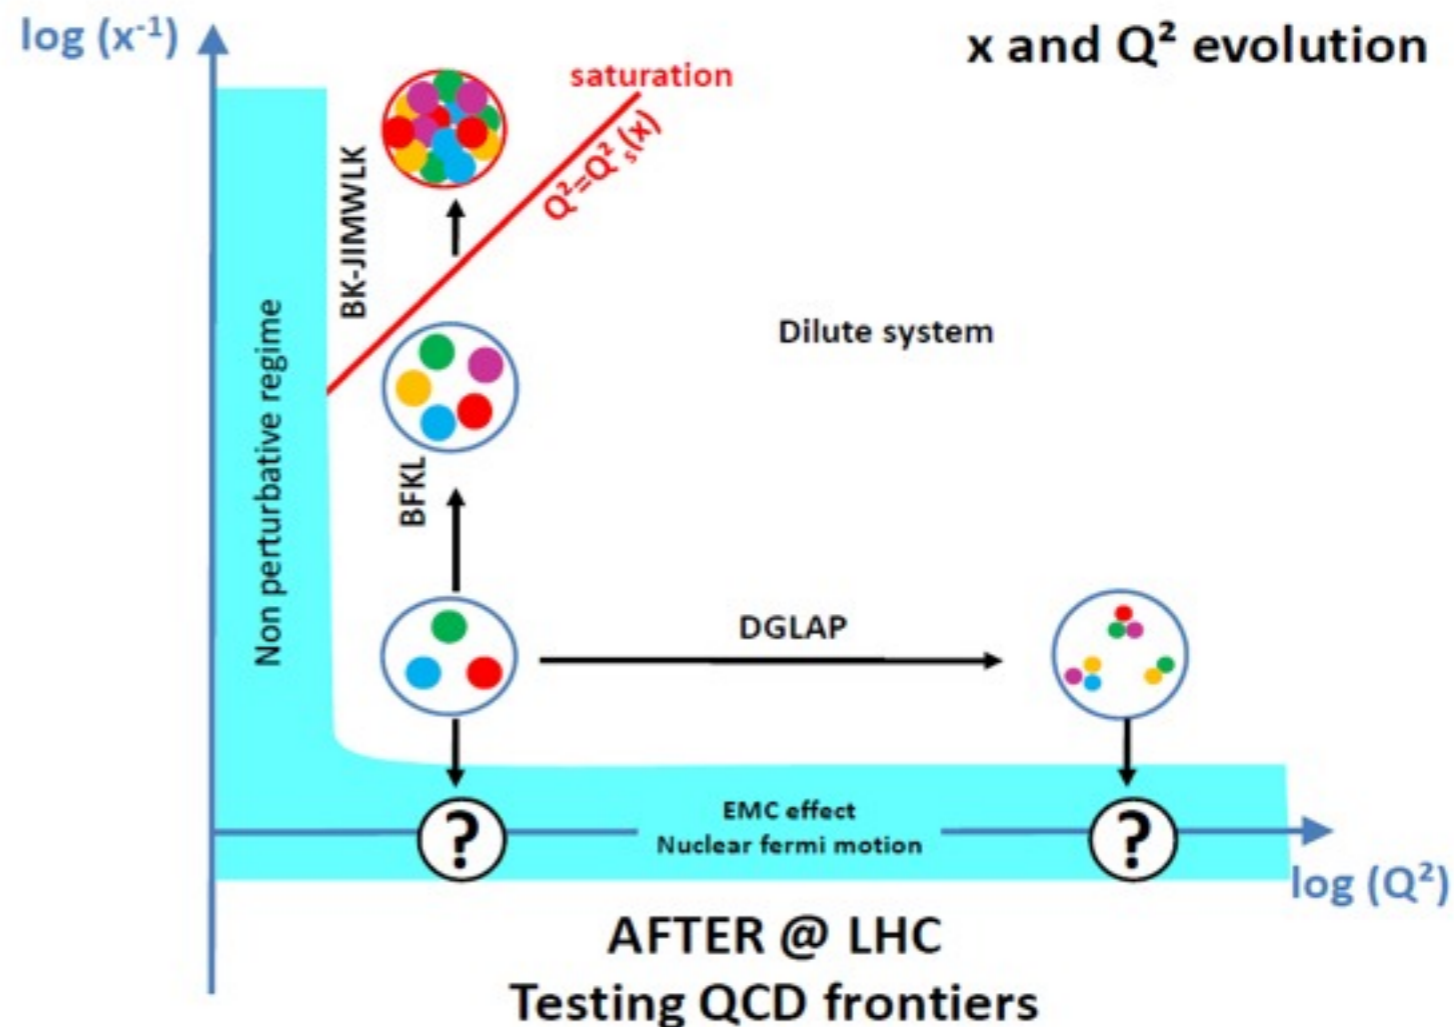 log (x⁻¹)
x and Q² evolution
saturation
Q²=Q²ₛ(x)
BK-JIMWLK
Non perturbative regime
Dilute system
BFKL
DGLAP
EMC effect
Nuclear fermi motion
?
?
log (Q²)
AFTER @ LHC
Testing QCD frontiers